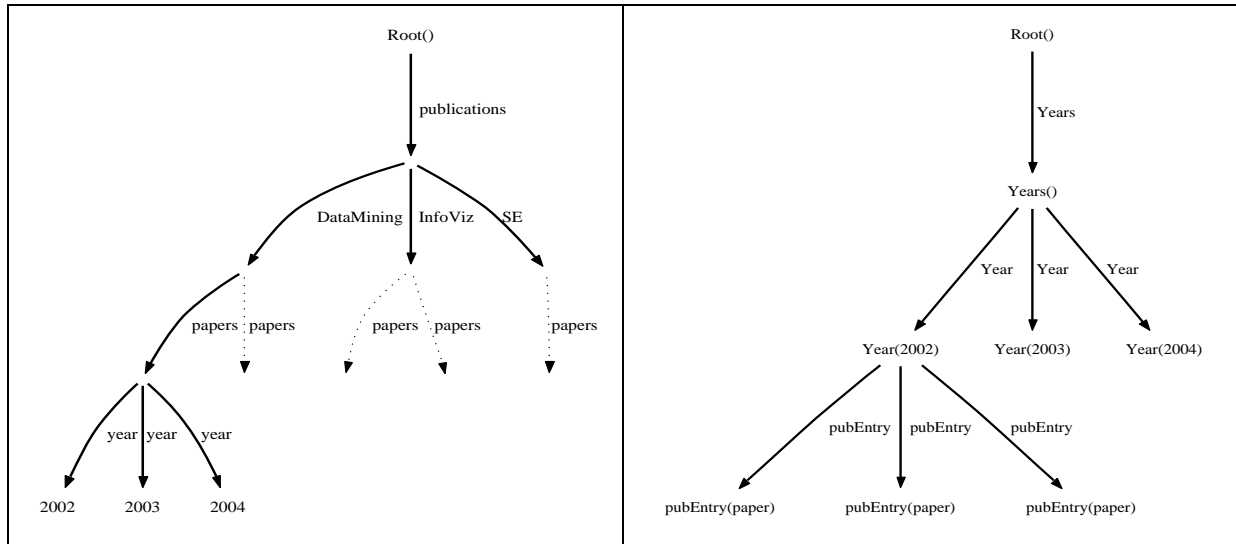 Root()
publications
DataMining InfoViz SE
papers papers papers papers papers
year year year
2002 2003 2004
Root()
Years
Years()
Year Year Year
Year(2002) Year(2003) Year(2004)
pubEntry pubEntry pubEntry
pubEntry(paper) pubEntry(paper) pubEntry(paper)